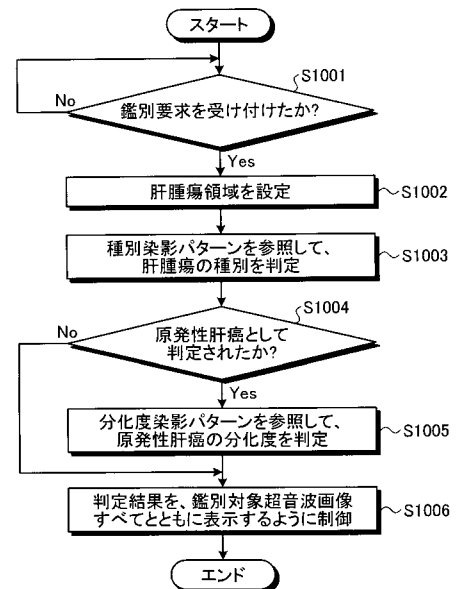 スタート
S1001
鑑別要求を受け付けたか?
No
Yes
肝腫瘍領域を設定
S1002
種別染影パターンを参照して、
肝腫瘍の種別を判定
S1003
S1004
No
原発性肝癌として
判定されたか?
Yes
分化度染影パターンを参照して、
原発性肝癌の分化度を判定
S1005
判定結果を、鑑別対象超音波画像
すべてとともに表示するように制御
S1006
エンド